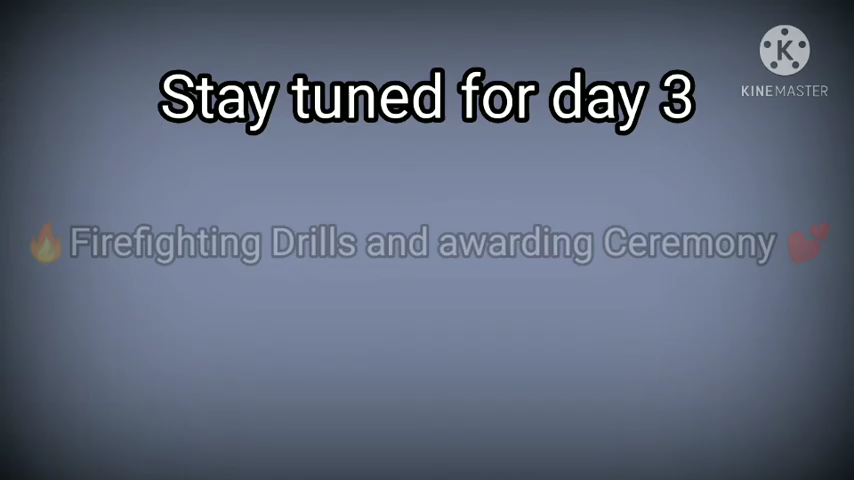 Stay tuned for day 3
K
KINEMASTER
🔥Firefighting Drills and awarding Ceremony 💕